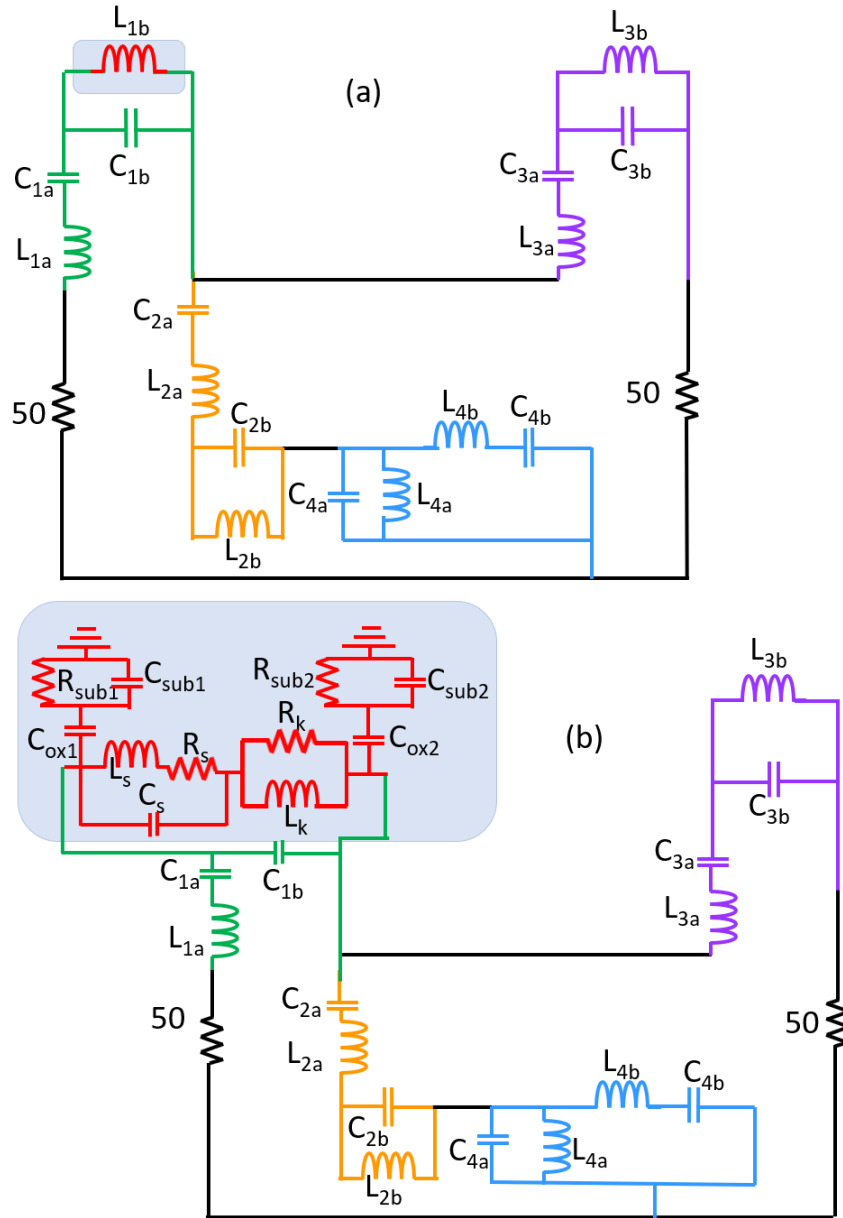 L1b
L3b
(a)
C1b
C3b
C1a
C3a
L1a
L3a
C2a
L2a
50
50
C2b
L4b
C4b
C4a
L4a
L2b
Rsub1
Csub1
Rsub2
Csub2
L3b
Rk
Cox1
Rs
Cox2
(b)
Ls
Cs
Lk
C3b
C1a
C1b
C3a
L1a
L3a
50
C2a
50
L2a
L4b
C4b
C2b
C4a
L4a
L2b